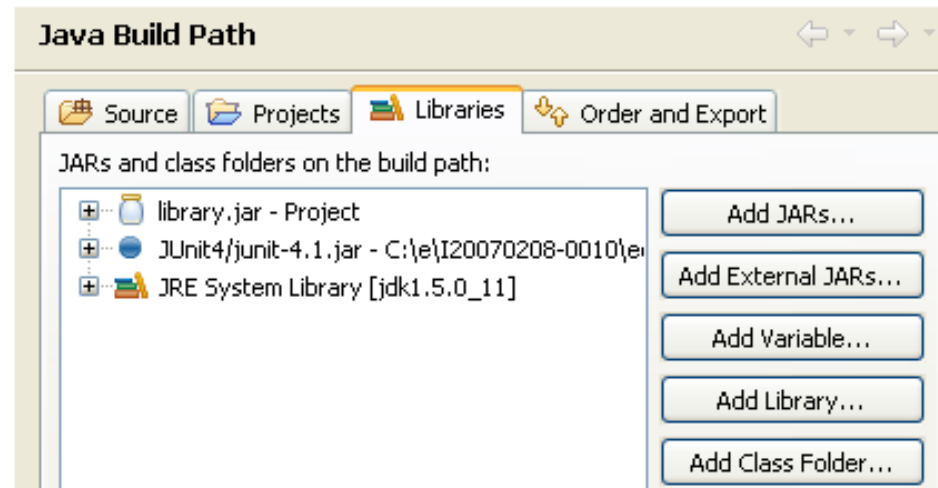 Java Build Path
Source Projects Libraries Order and Export
JARs and class folders on the build path:
library.jar - Project
JUnit4/junit-4.1.jar - C:\e\I20070208-0010\
JRE System Library [jdk1.5.0_11]
Add JARs...
Add External JARs...
Add Variable...
Add Library...
Add Class Folder...